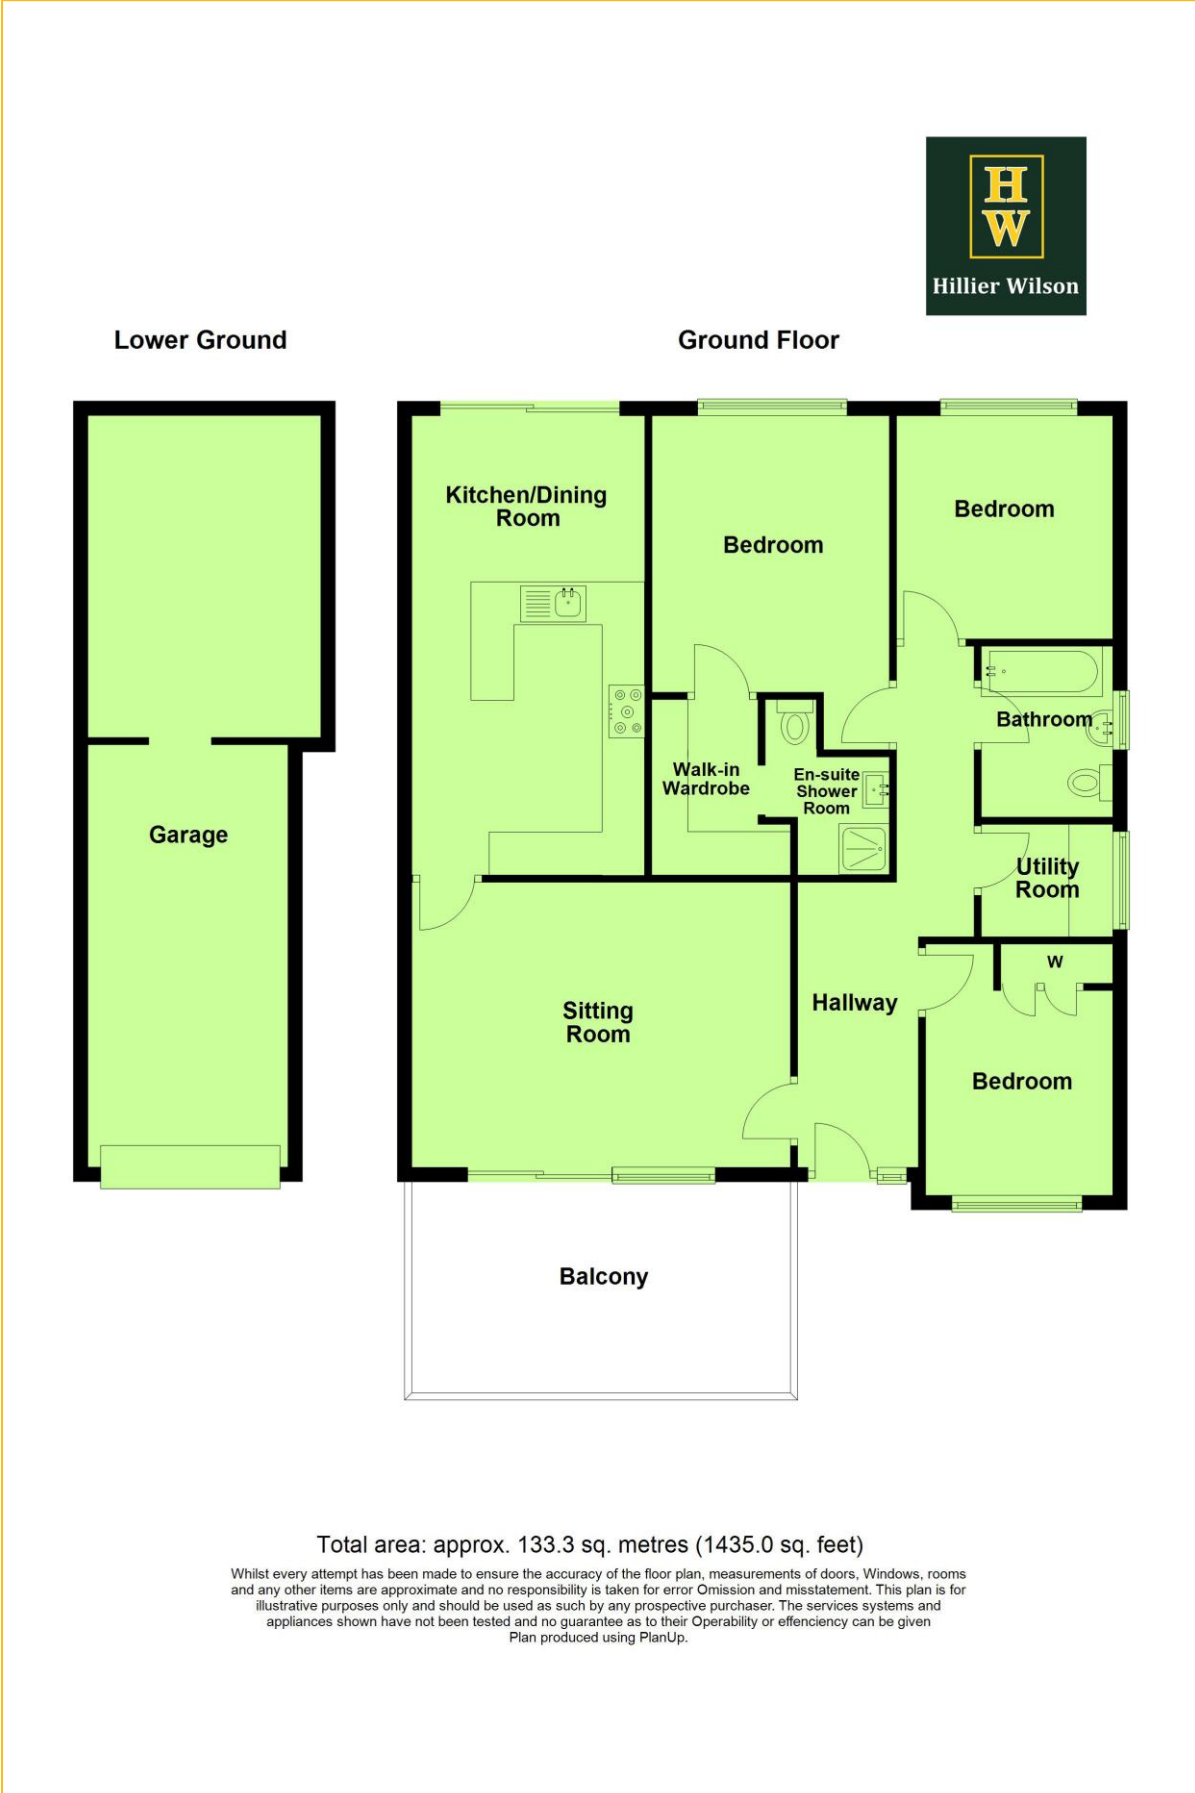 H
W
Hillier Wilson
Lower Ground
Ground Floor
Kitchen/Dining
Room
Bedroom
Bedroom
Bathroom
Walk-in
Wardrobe
En-suite
Shower
Room
Garage
Utility
Room
W
Sitting
Room
Hallway
Bedroom
Balcony
Total area: approx. 133.3 sq. metres (1435.0 sq. feet)
Whilst every attempt has been made to ensure the accuracy of the floor plan, measurements of doors, Windows, rooms
and any other items are approximate and no responsibility is taken for error Omission and misstatement. This plan is for
illustrative purposes only and should be used as such by any prospective purchaser. The services systems and
appliances shown have not been tested and no guarantee as to their Operability or effenciency can be given
Plan produced using PlanUp.